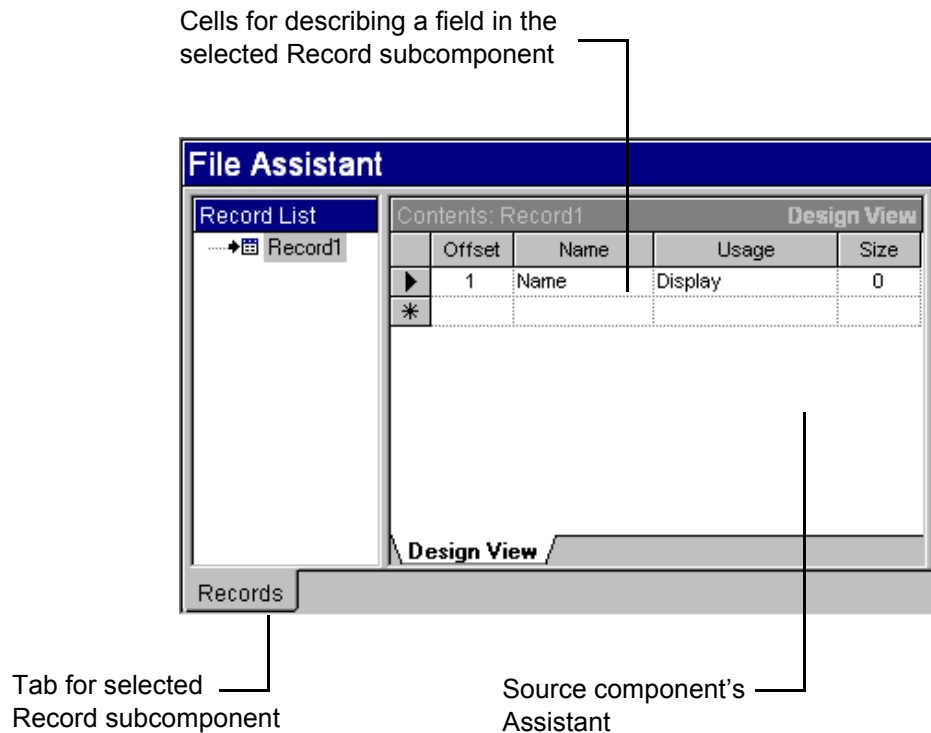 Cells for describing a field in the
selected Record subcomponent
File Assistant
Record List
Contents: Record1 Design View
Record1
Offset Name Usage Size
1 Name Display 0
Design View
Records
Tab for selected
Record subcomponent
Source component's
Assistant